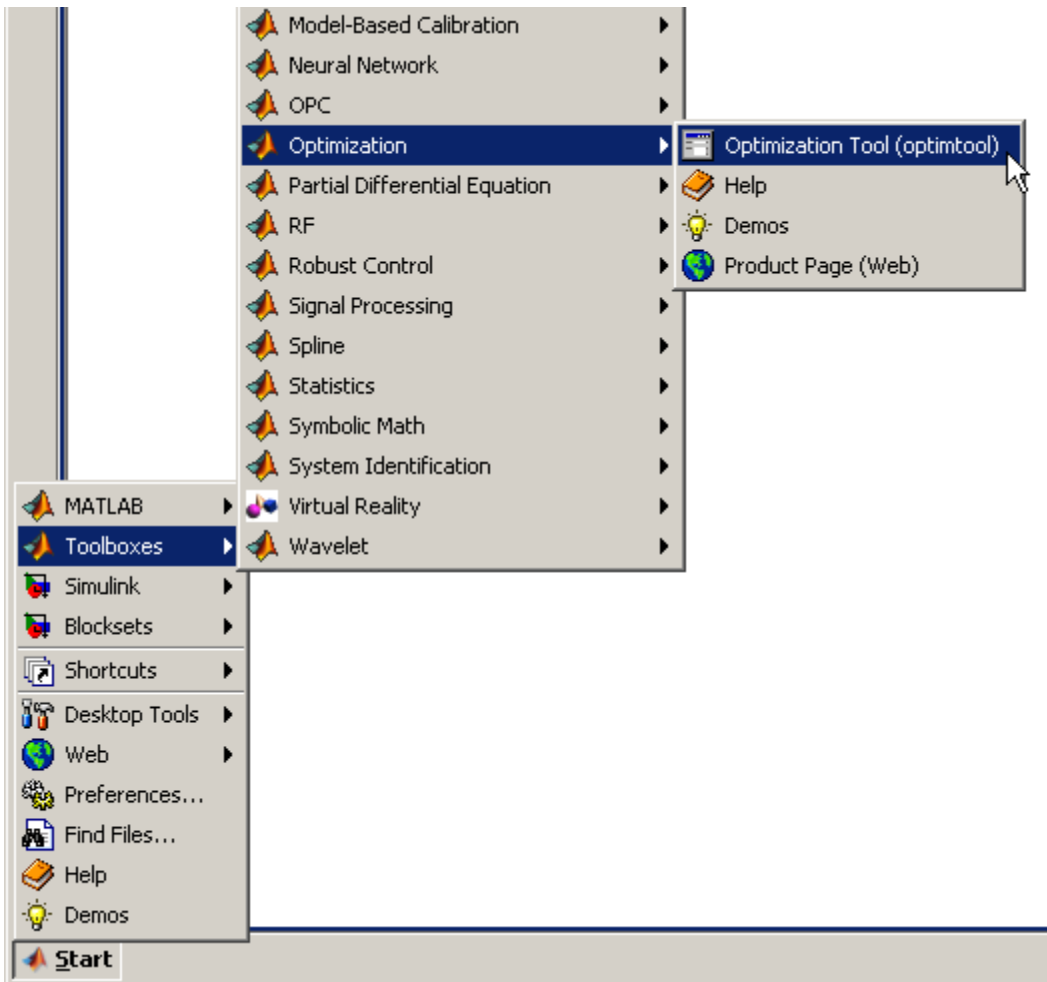 Model-Based Calibration
Neural Network
OPC
Optimization
Partial Differential Equation
RF
Robust Control
Signal Processing
Spline
Statistics
Symbolic Math
System Identification
Virtual Reality
Wavelet
Optimization Tool (optimtool)
Help
Demos
Product Page (Web)
MATLAB
Toolboxes
Simulink
Blocksets
Shortcuts
Desktop Tools
Web
Preferences...
Find Files...
Help
Demos
Start